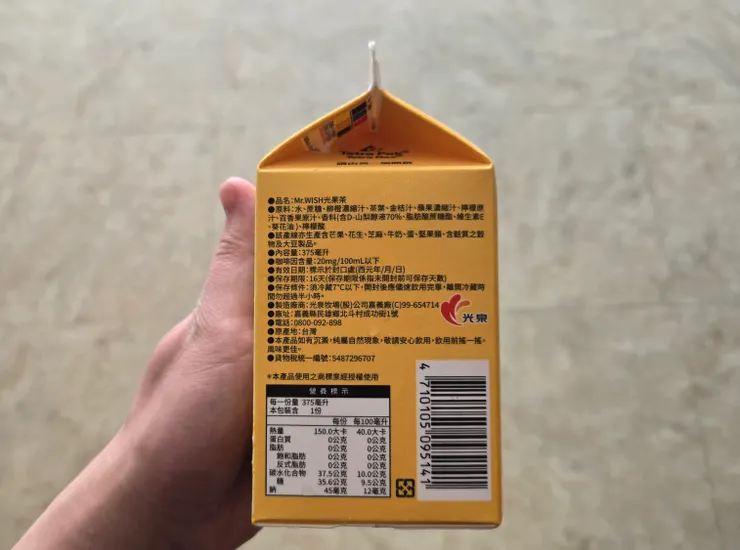 Tetra Pak
●品名:Mr.WISH光果茶
●原料:水、蔗糖、柳橙濃縮汁、茶葉、金桔汁、蘋果濃縮汁、檸檬原
汁、百香果原汁、香料(含D-山梨醇液70%、脂肪酸蔗糖酯、維生素E
、葵花油)、檸檬酸
●該產線亦生產含芒果、花生、芝麻、牛奶、蛋、堅果類、含麩質之穀
物及大豆製品。
●內容量:375毫升
●咖啡因含量:20mg/100mL以下
●有效日期:標示於封口處(西元年/月/日)
●保存期限:16天(保存期限係指未開封前可保存天數)
●保存條件:須冷藏7℃以下,開封後應儘速飲用完畢,離開冷藏時
間勿超過半小時。
●製造廠商:光泉牧場(股)公司嘉義廠(C)99-654714
●廠址:嘉義縣民雄鄉北斗村成功街1號
●電話:0800-092-898
●原產地:台灣
●本產品如有沉澱,純屬自然現象,敬請安心飲用,飲用前搖一搖,
風味更佳。
●貨物稅統一編號:5487296707
光泉
*本產品使用之商標業經授權使用
營養標示
每一份量 375毫升
本包裝含 1份
每份 每100毫升
熱量 150.0大卡 40.0大卡
蛋白質 0公克 0公克
脂肪 0公克 0公克
飽和脂肪 0公克 0公克
反式脂肪 0公克 0公克
碳水化合物 37.5公克 10.0公克
糖 35.6公克 9.5公克
鈉 45毫克 12毫克
4 710105 095141